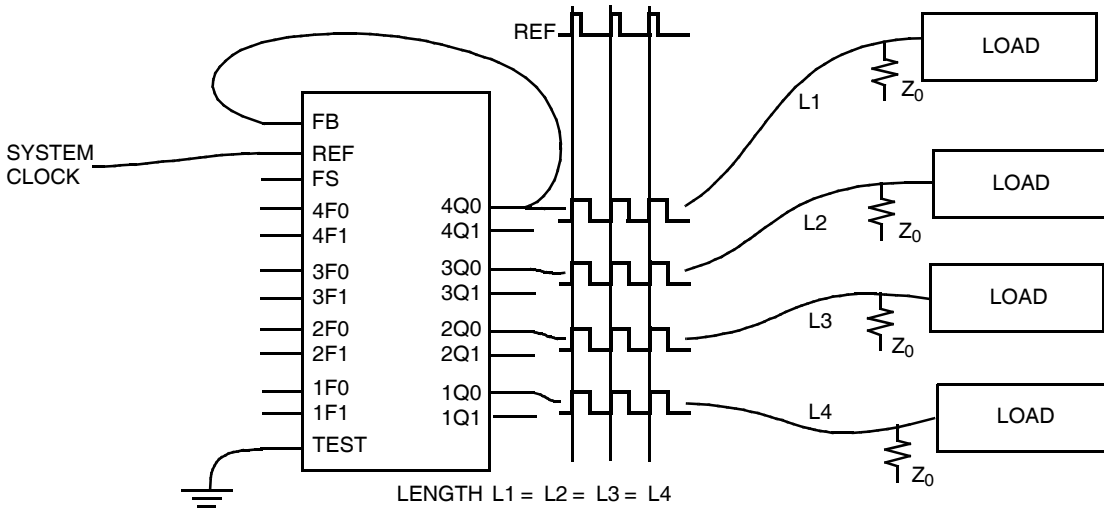 REF
LOAD
Z0
L1
FB
SYSTEM
CLOCK
REF
FS
4F0
4F1
3F0
3F1
2F0
2F1
1F0
1F1
TEST
4Q0
4Q1
3Q0
3Q1
2Q0
2Q1
1Q0
1Q1
LOAD
L2
Z0
LOAD
L3
Z0
LOAD
L4
Z0
LENGTH L1 = L2 = L3 = L4